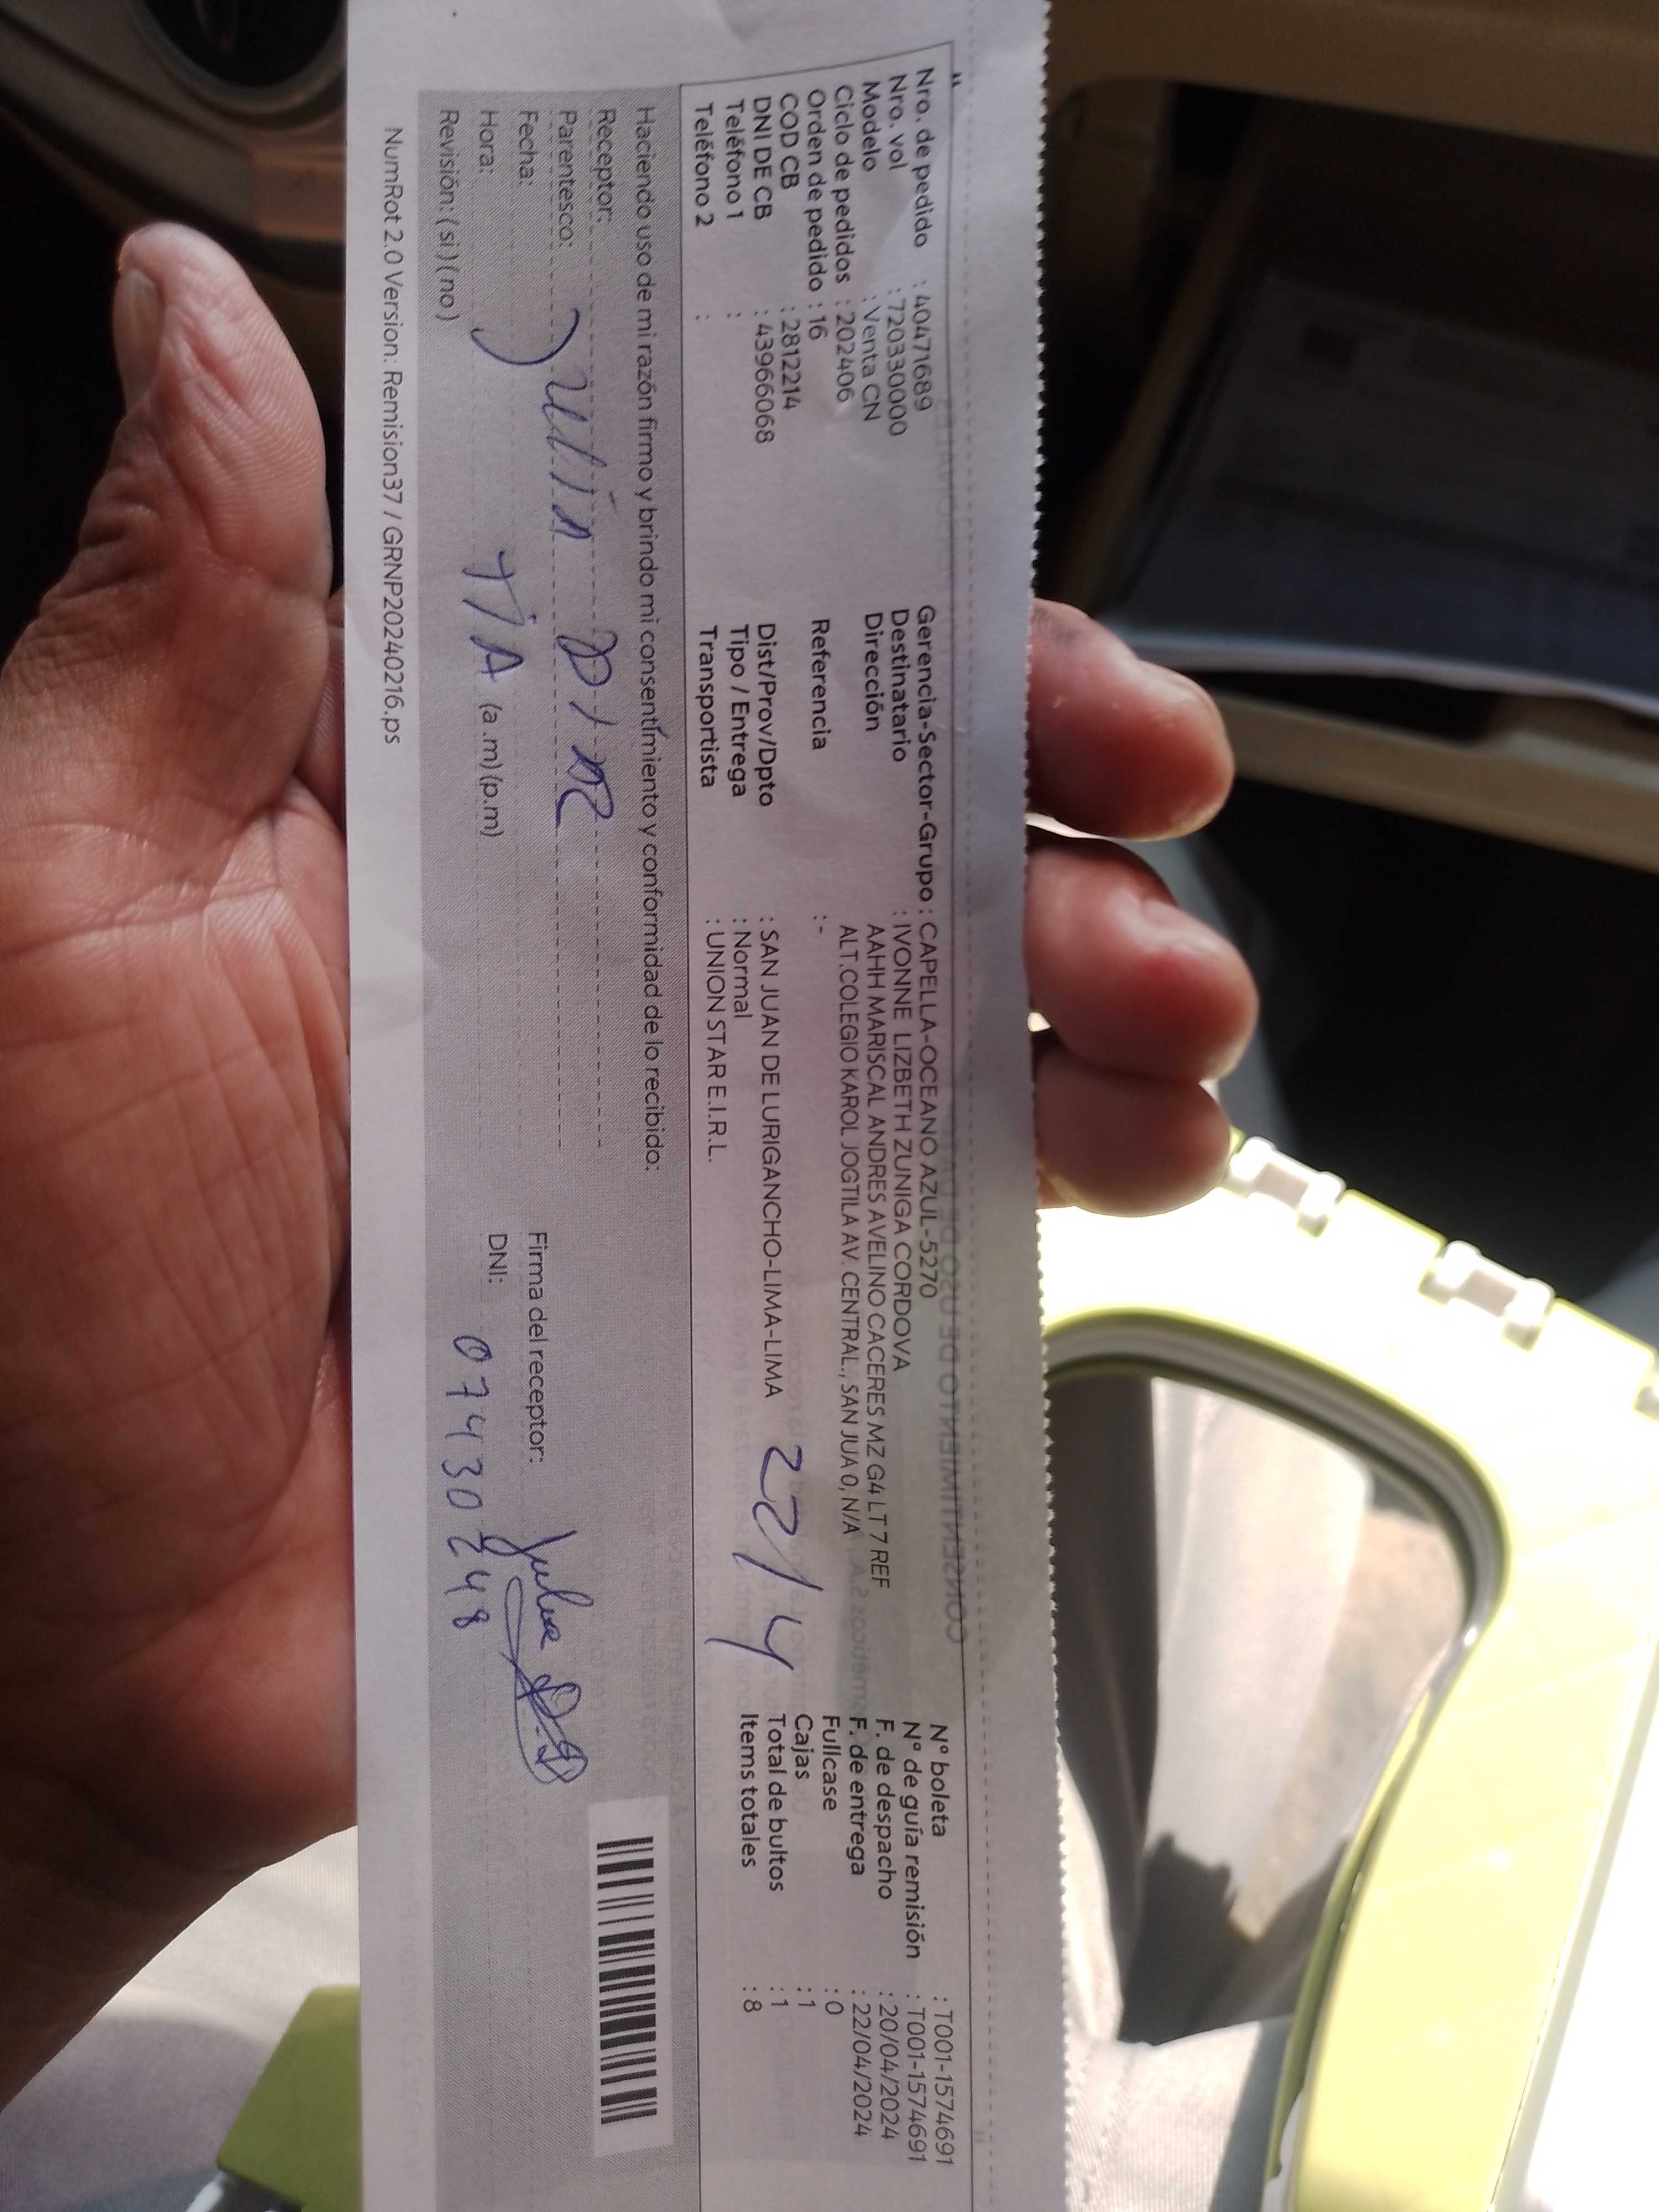 Nro. de pedido : 40471689
Nro. vol : 720330000
Modelo : Venta CN
Ciclo de pedidos : 202406
Orden de pedido : 16
COD CB : 2812214
DNI DE CB : 43966068
Teléfono 1 :
Teléfono 2 :
Gerencia-Sector-Grupo : CAPELLA-OCEANO AZUL-5270
Destinatario : IVONNE LIZBETH ZUNIGA CORDOVA
Dirección AAHH MARISCAL ANDRES AVELINO CACERES MZ G4 LT 7 REF
ALT.COLEGIO KAROL JOGTILA AV. CENTRAL., SAN JUA 0, N/A
Referencia : -
Dist/Prov/Dpto : SAN JUAN DE LURIGANCHO-LIMA-LIMA
Tipo / Entrega : Normal
Transportista : UNION STAR E.I.R.L.
22/4
N° boleta : T001-1574691
N° de guía remisión : T001-1574691
F. de despacho : 20/04/2024
F. de entrega : 22/04/2024
Fullcase : 0
Cajas : 1
Total de bultos : 1
Items totales : 8
Haciendo uso de mi razón firmo y brindo mi consentimiento y conformidad de lo recibido:
Receptor:
Parentesco: Julia
Fecha:
Hora: TIA (a.m) (p.m)
Revisión: (si) (no)
Firma del receptor:
DNI: 07430248
NumRot 2.0 Version: Remision37 / GRNP20240216.ps